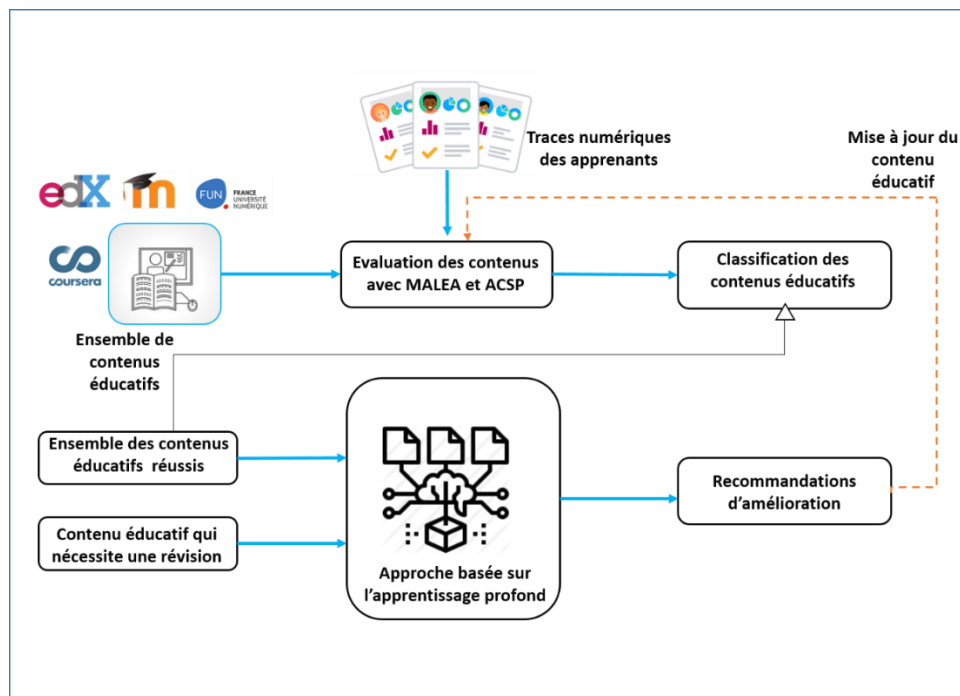 Traces numériques
des apprenants
Mise à jour du
contenu
éducatif
edX
m
FUN
FRANCE
UNIVERSITÉ
NUMÉRIQUE
coursera
Evaluation des contenus
avec MALEA et ACSP
Classification des
contenus éducatifs
Ensemble de
contenus
éducatifs
Ensemble des contenus
éducatifs réussis
Contenu éducatif qui
nécessite une révision
Approche basée sur
l'apprentissage profond
Recommandations
d'amélioration